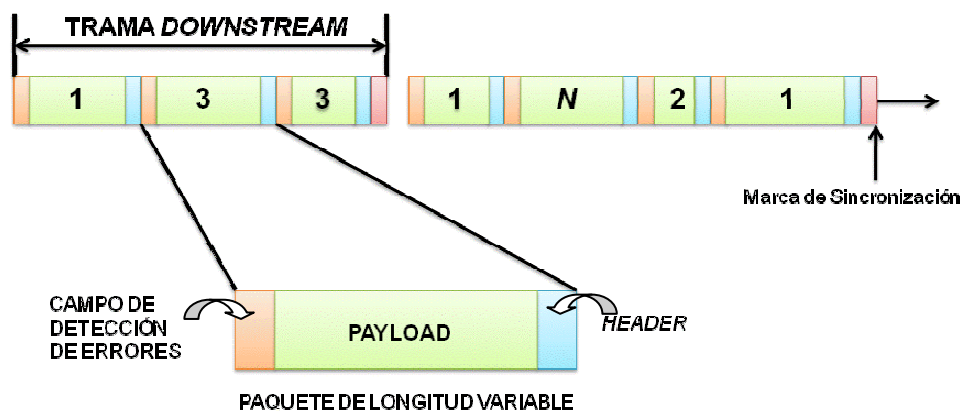 TRAMA DOWNSTREAM
1 3 3 1 N 2 1
Marca de Sincronización
CAMPO DE
DETECCIÓN
DE ERRORES
PAYLOAD
HEADER
PAQUETE DE LONGITUD VARIABLE